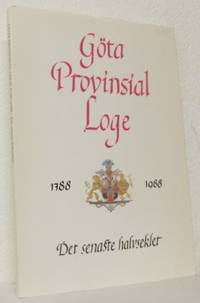 Göta
Provinsial
Loge
1788 1988
Det senaste halvseklet